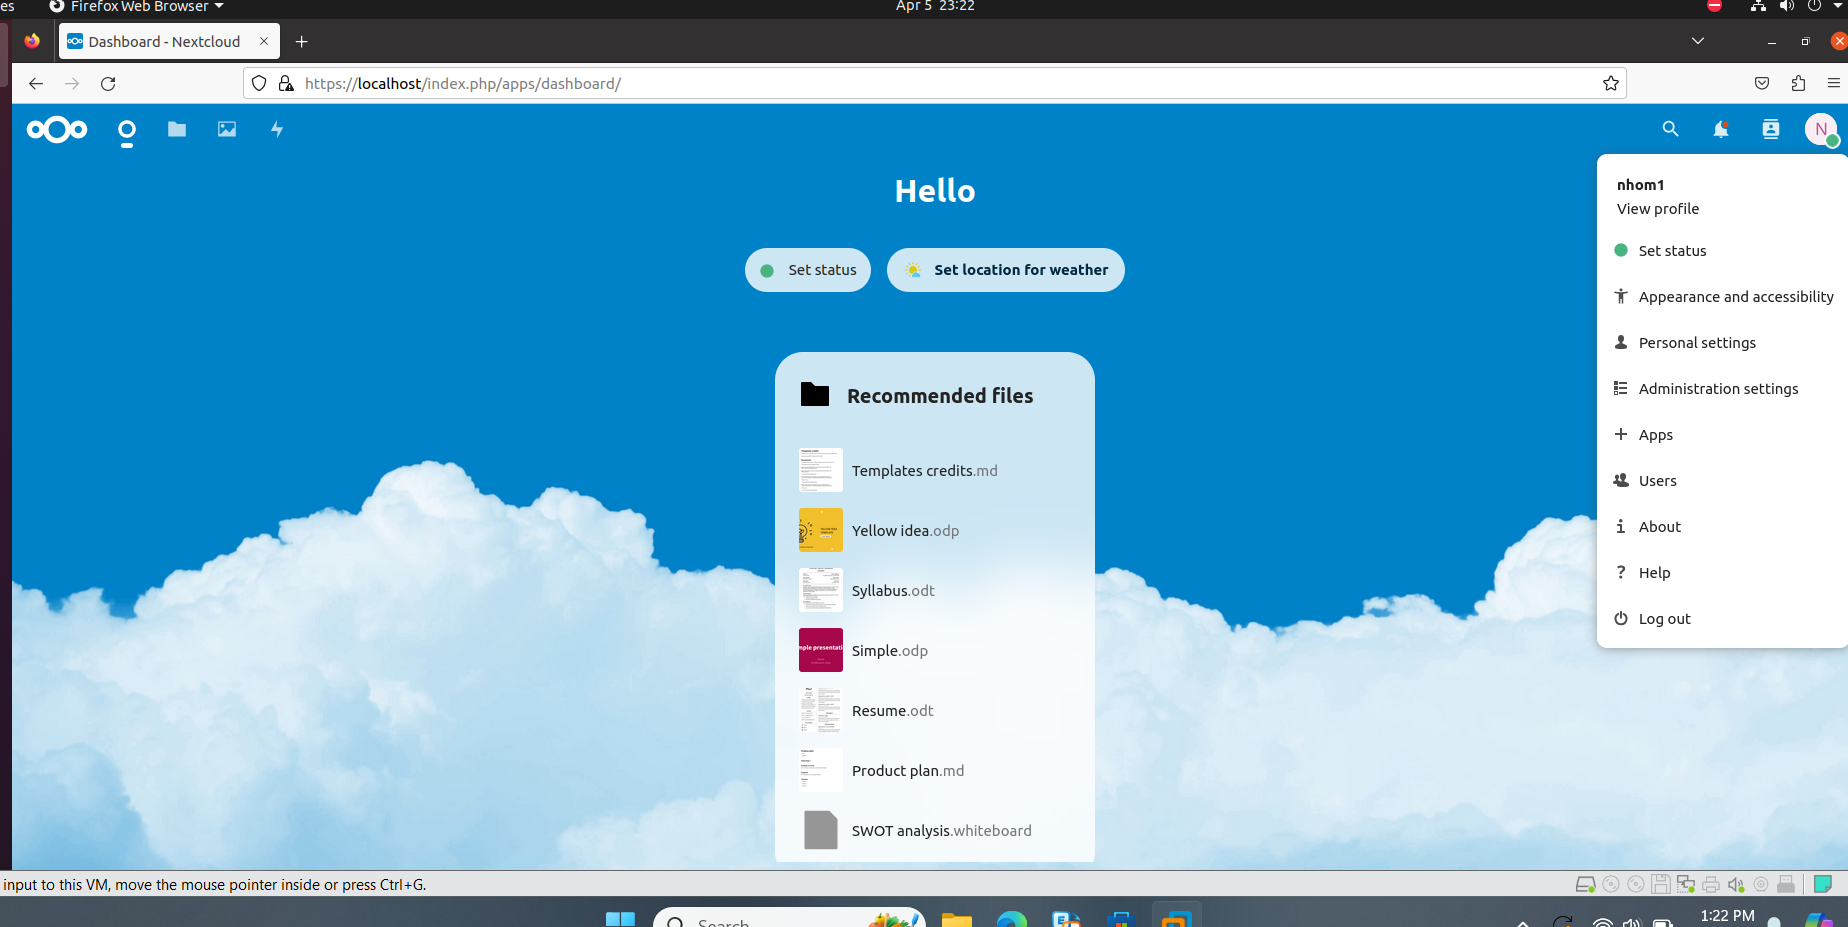 es Firefox Web Browser Apr 5 23:22
Dashboard - Nextcloud
https://localhost/index.php/apps/dashboard/
N
Hello
Set status Set location for weather
Recommended files
Templates credits.md
Yellow idea.odp
Syllabus.odt
Simple.odp
Resume.odt
Product plan.md
SWOT analysis.whiteboard
nhom1
View profile
Set status
Appearance and accessibility
Personal settings
Administration settings
Apps
Users
About
Help
Log out
input to this VM, move the mouse pointer inside or press Ctrl+G.
Search
1:22 PM